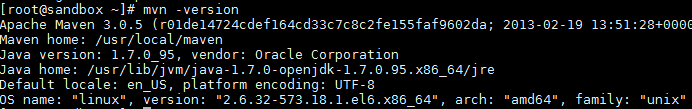 [root@sandbox ~]# mvn -version
Apache Maven 3.0.5 (r01de14724cdef164cd33c7c8c2fe155faf9602da; 2013-02-19 13:51:28+0000
Maven home: /usr/local/maven
Java version: 1.7.0_95, vendor: Oracle Corporation
Java home: /usr/lib/jvm/java-1.7.0-openjdk-1.7.0.95.x86_64/jre
Default locale: en_US, platform encoding: UTF-8
OS name: "linux", version: "2.6.32-573.18.1.el6.x86_64", arch: "amd64", family: "unix"